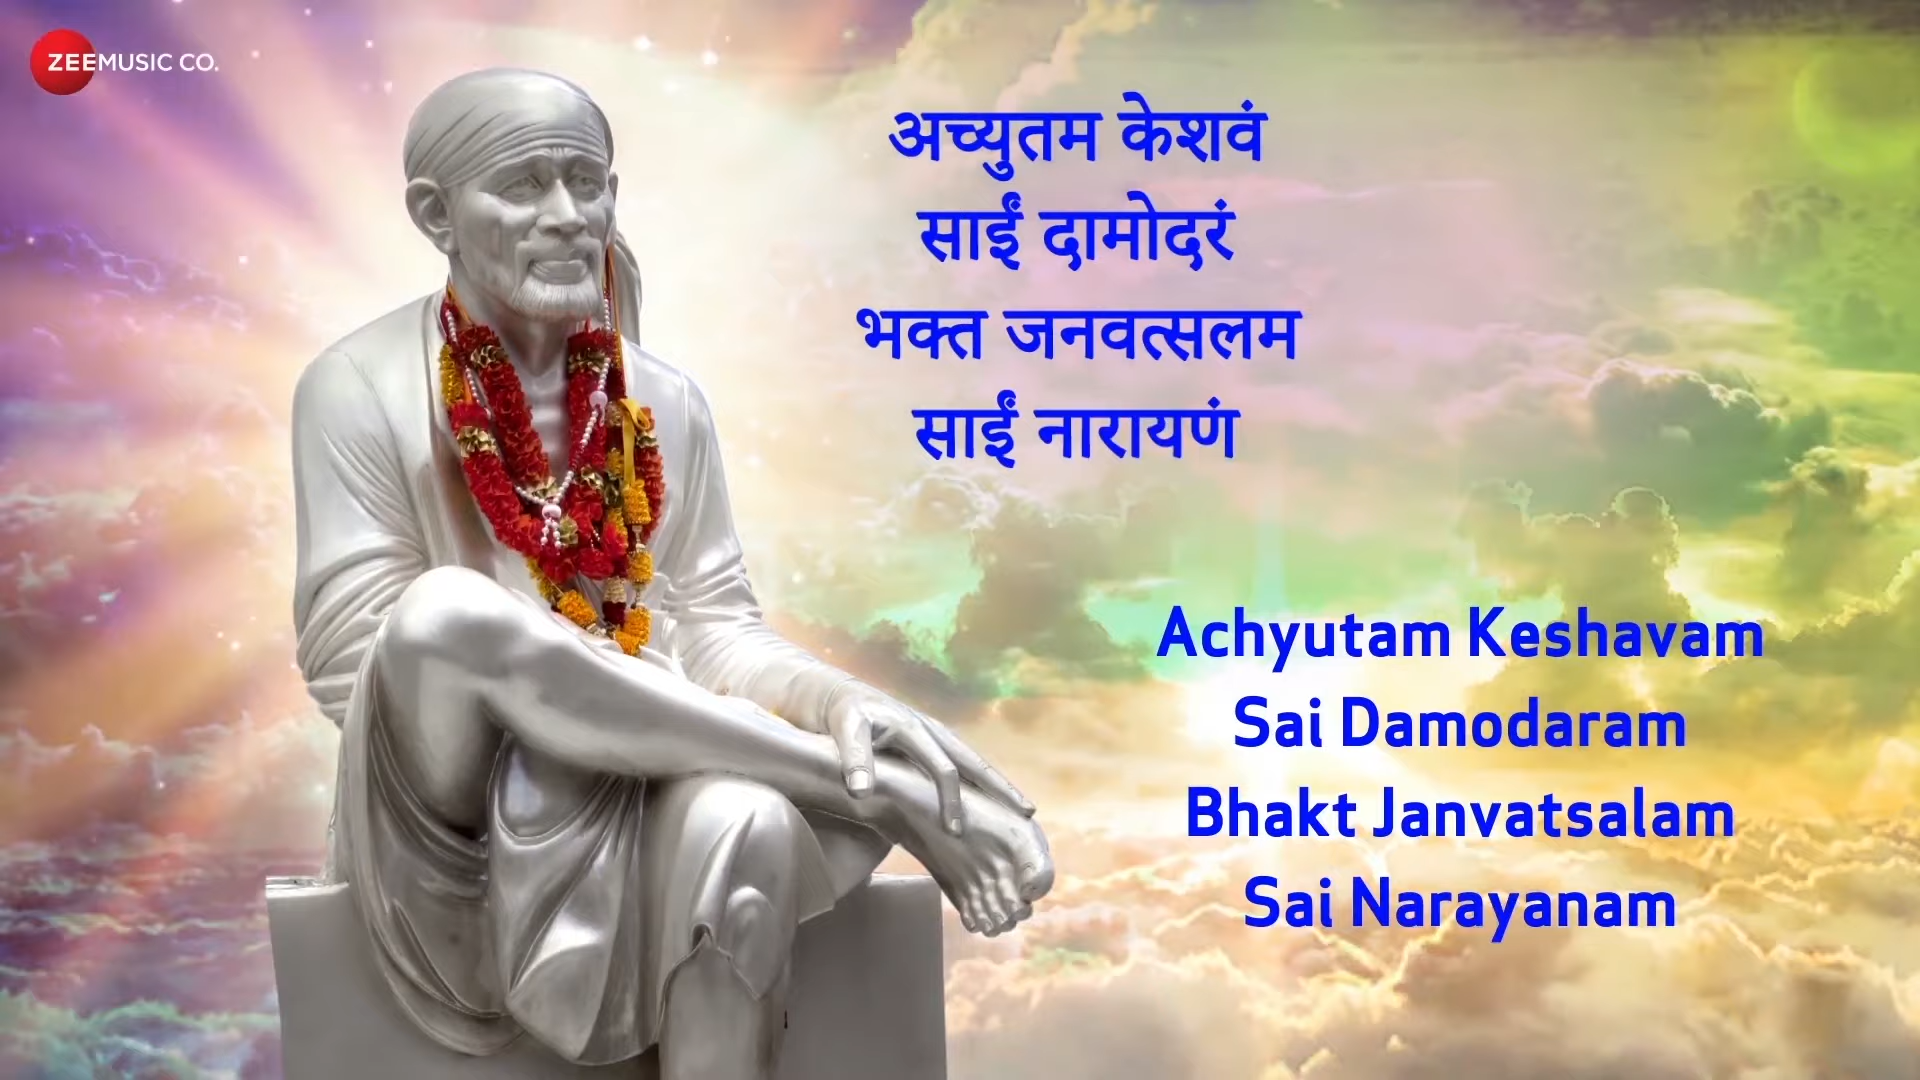 ZEEMUSIC CO.
अच्युतम केशवं
साईं दामोदरं
भक्त जनवत्सलम
साईं नारायणं
Achyutam Keshavam
Sai Damodaram
Bhakt Janvatsalam
Sai Narayanam